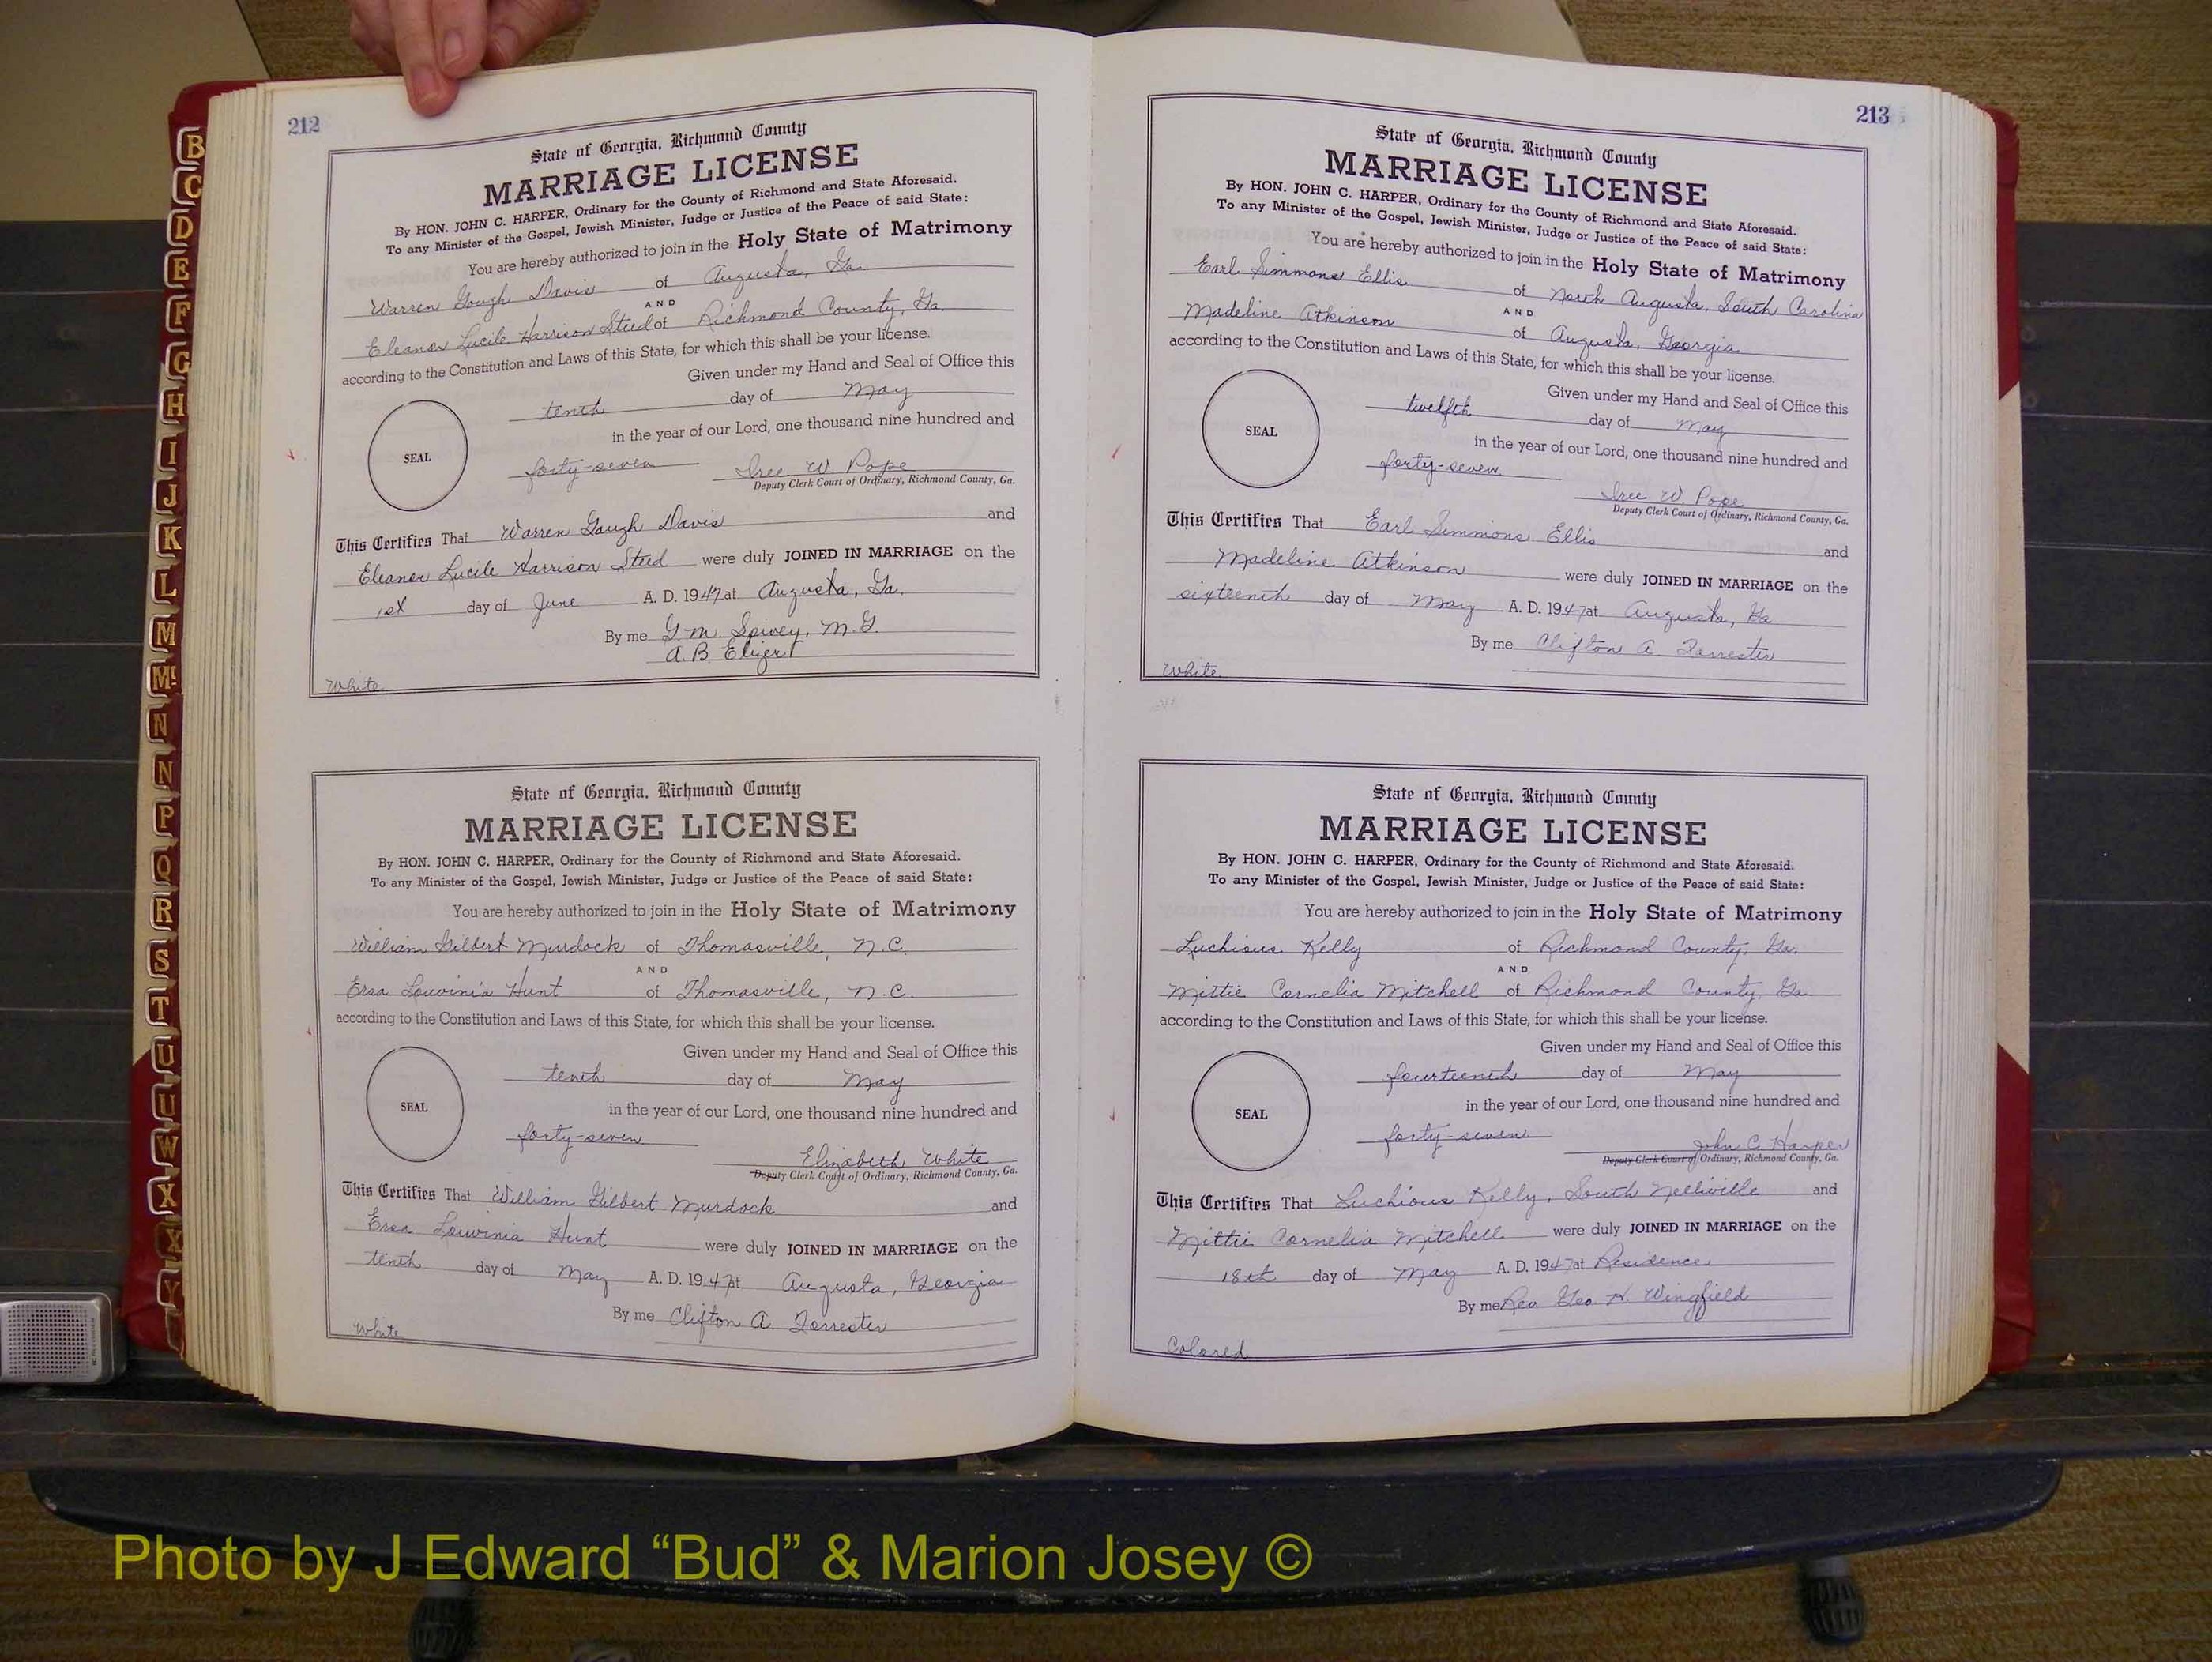 212
State of Georgia, Richmond County
MARRIAGE LICENSE
By HON. JOHN C. HARPER, Ordinary for the County of Richmond and State Aforesaid.
To any Minister of the Gospel, Jewish Minister, Judge or Justice of the Peace of said State:
You are hereby authorized to join in the Holy State of Matrimony
Warren Gough Davis of Augusta, Ga.
AND
Eleanor Lucile Harrison Steed of Richmond County, Ga.
according to the Constitution and Laws of this State, for which this shall be your license.
Given under my Hand and Seal of Office this
tenth day of May
in the year of our Lord, one thousand nine hundred and
SEAL
forty-seven Iree W Pope
Deputy Clerk Court of Ordinary, Richmond County, Ga.
This Certifies That Warren Gough Davis and
Eleanor Lucile Harrison Steed were duly JOINED IN MARRIAGE on the
1st day of June A. D. 1947 at Augusta, Ga.
By me G. M. Spivey, M.G.
A. B.
White
State of Georgia, Richmond County
MARRIAGE LICENSE
By HON. JOHN C. HARPER, Ordinary for the County of Richmond and State Aforesaid.
To any Minister of the Gospel, Jewish Minister, Judge or Justice of the Peace of said State:
You are hereby authorized to join in the Holy State of Matrimony
William Gilbert Murdock of Thomasville, N.C.
AND
Ersa Louvinia Hunt of Thomasville, N.C.
according to the Constitution and Laws of this State, for which this shall be your license.
Given under my Hand and Seal of Office this
tenth day of May
SEAL
in the year of our Lord, one thousand nine hundred and
forty-seven
Elizabeth White
Deputy Clerk Court of Ordinary, Richmond County, Ga.
This Certifies That William Gilbert Murdock and
Ersa Louvinia Hunt were duly JOINED IN MARRIAGE on the
tenth day of May A. D. 1947 at Augusta, Georgia
By me Clifton A. Forrester
White
213
State of Georgia, Richmond County
MARRIAGE LICENSE
By HON. JOHN C. HARPER, Ordinary for the County of Richmond and State Aforesaid.
To any Minister of the Gospel, Jewish Minister, Judge or Justice of the Peace of said State:
You are hereby authorized to join in the Holy State of Matrimony
Earl Simmons Ellis of North Augusta, South Carolina
AND
Madeline Atkinson of Augusta, Georgia
according to the Constitution and Laws of this State, for which this shall be your license.
Given under my Hand and Seal of Office this
twelfth day of May
SEAL
in the year of our Lord, one thousand nine hundred and
forty-seven
Iree W. Pope
Deputy Clerk Court of Ordinary, Richmond County, Ga.
This Certifies That Earl Simmons Ellis and
Madeline Atkinson were duly JOINED IN MARRIAGE on the
sixteenth day of May A. D. 1947 at Augusta, Ga
By me Clifton A Forrester
White
State of Georgia, Richmond County
MARRIAGE LICENSE
By HON. JOHN C. HARPER, Ordinary for the County of Richmond and State Aforesaid.
To any Minister of the Gospel, Jewish Minister, Judge or Justice of the Peace of said State:
You are hereby authorized to join in the Holy State of Matrimony
Luchious Kelly of Richmond County, Ga.
AND
Mittie Cornelia Mitchell of Richmond County, Ga.
according to the Constitution and Laws of this State, for which this shall be your license.
Given under my Hand and Seal of Office this
fourteenth day of May
SEAL
in the year of our Lord, one thousand nine hundred and
forty-seven
John C. Harper
Deputy Clerk Court of Ordinary, Richmond County, Ga.
This Certifies That Luchious Kelly, South Nelliville and
Mittie Cornelia Mitchell were duly JOINED IN MARRIAGE on the
18th day of May A. D. 1947 at Residence
By me Rev. Geo. H. Wingfield
Colored
B
C
D
E
F
G
H
I
J
K
L
M
Mc
N
N
P
Q
R
S
T
U
U
W
X
X
Y
Photo by J Edward “Bud” & Marion Josey ©